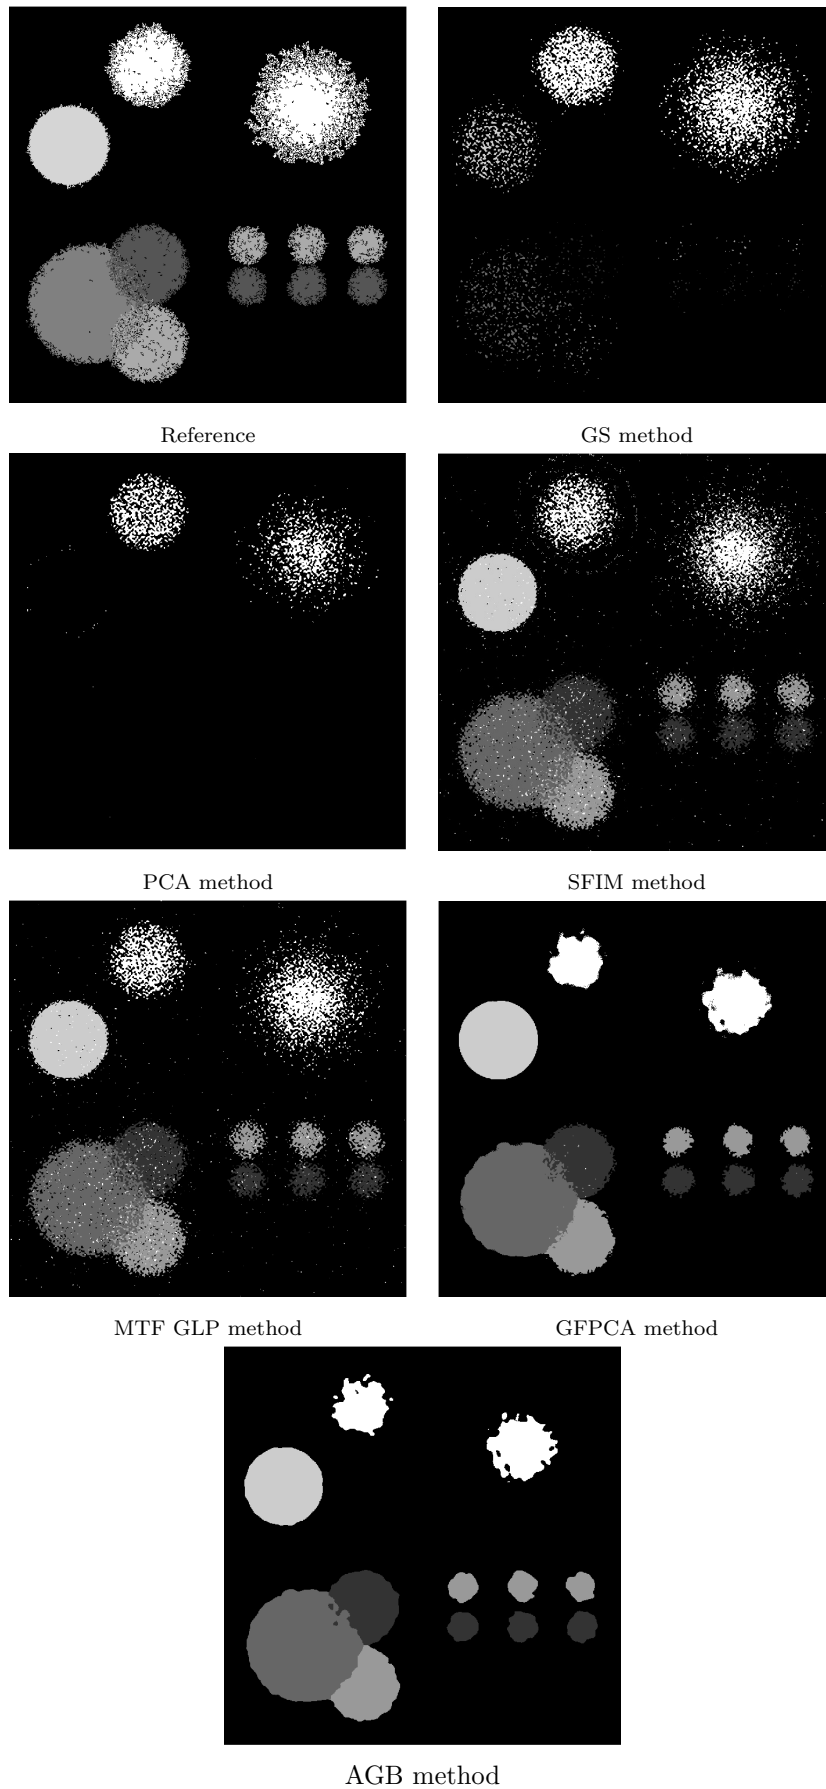 Reference
GS method
PCA method
SFIM method
MTF GLP method
GFPCA method
AGB method